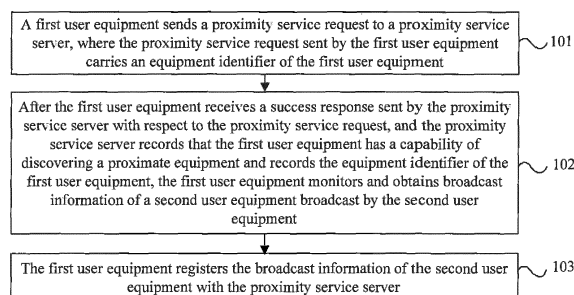 A first user equipment sends a proximity service request to a proximity service
server, where the proximity service request sent by the first user equipment
carries an equipment identifier of the first user equipment
101
After the first user equipment receives a success response sent by the proximity
service server with respect to the proximity service request, and the proximity
service server records that the first user equipment has a capability of
discovering a proximate equipment and records the equipment identifier of the
first user equipment, the first user equipment monitors and obtains broadcast
information of a second user equipment broadcast by the second user
equipment
102
The first user equipment registers the broadcast information of the second user
equipment with the proximity service server
103